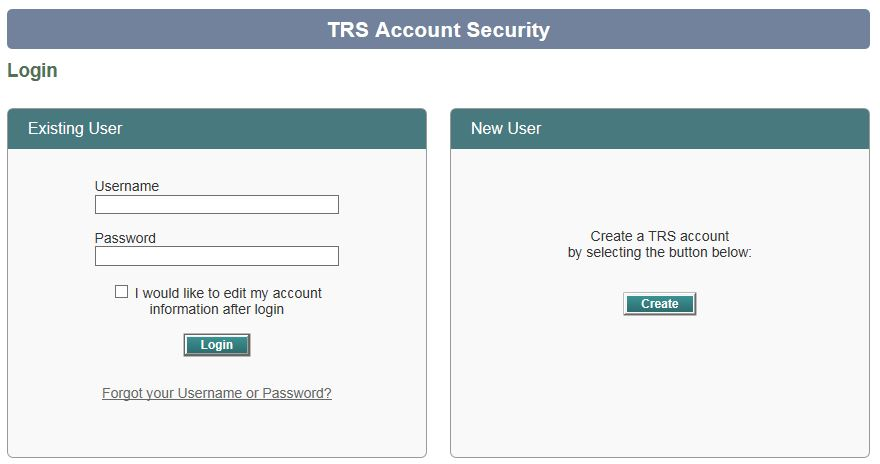 TRS Account Security
Login
Existing User
Username
Password
I would like to edit my account
information after login
Login
Forgot your Username or Password?
New User
Create a TRS account
by selecting the button below:
Create